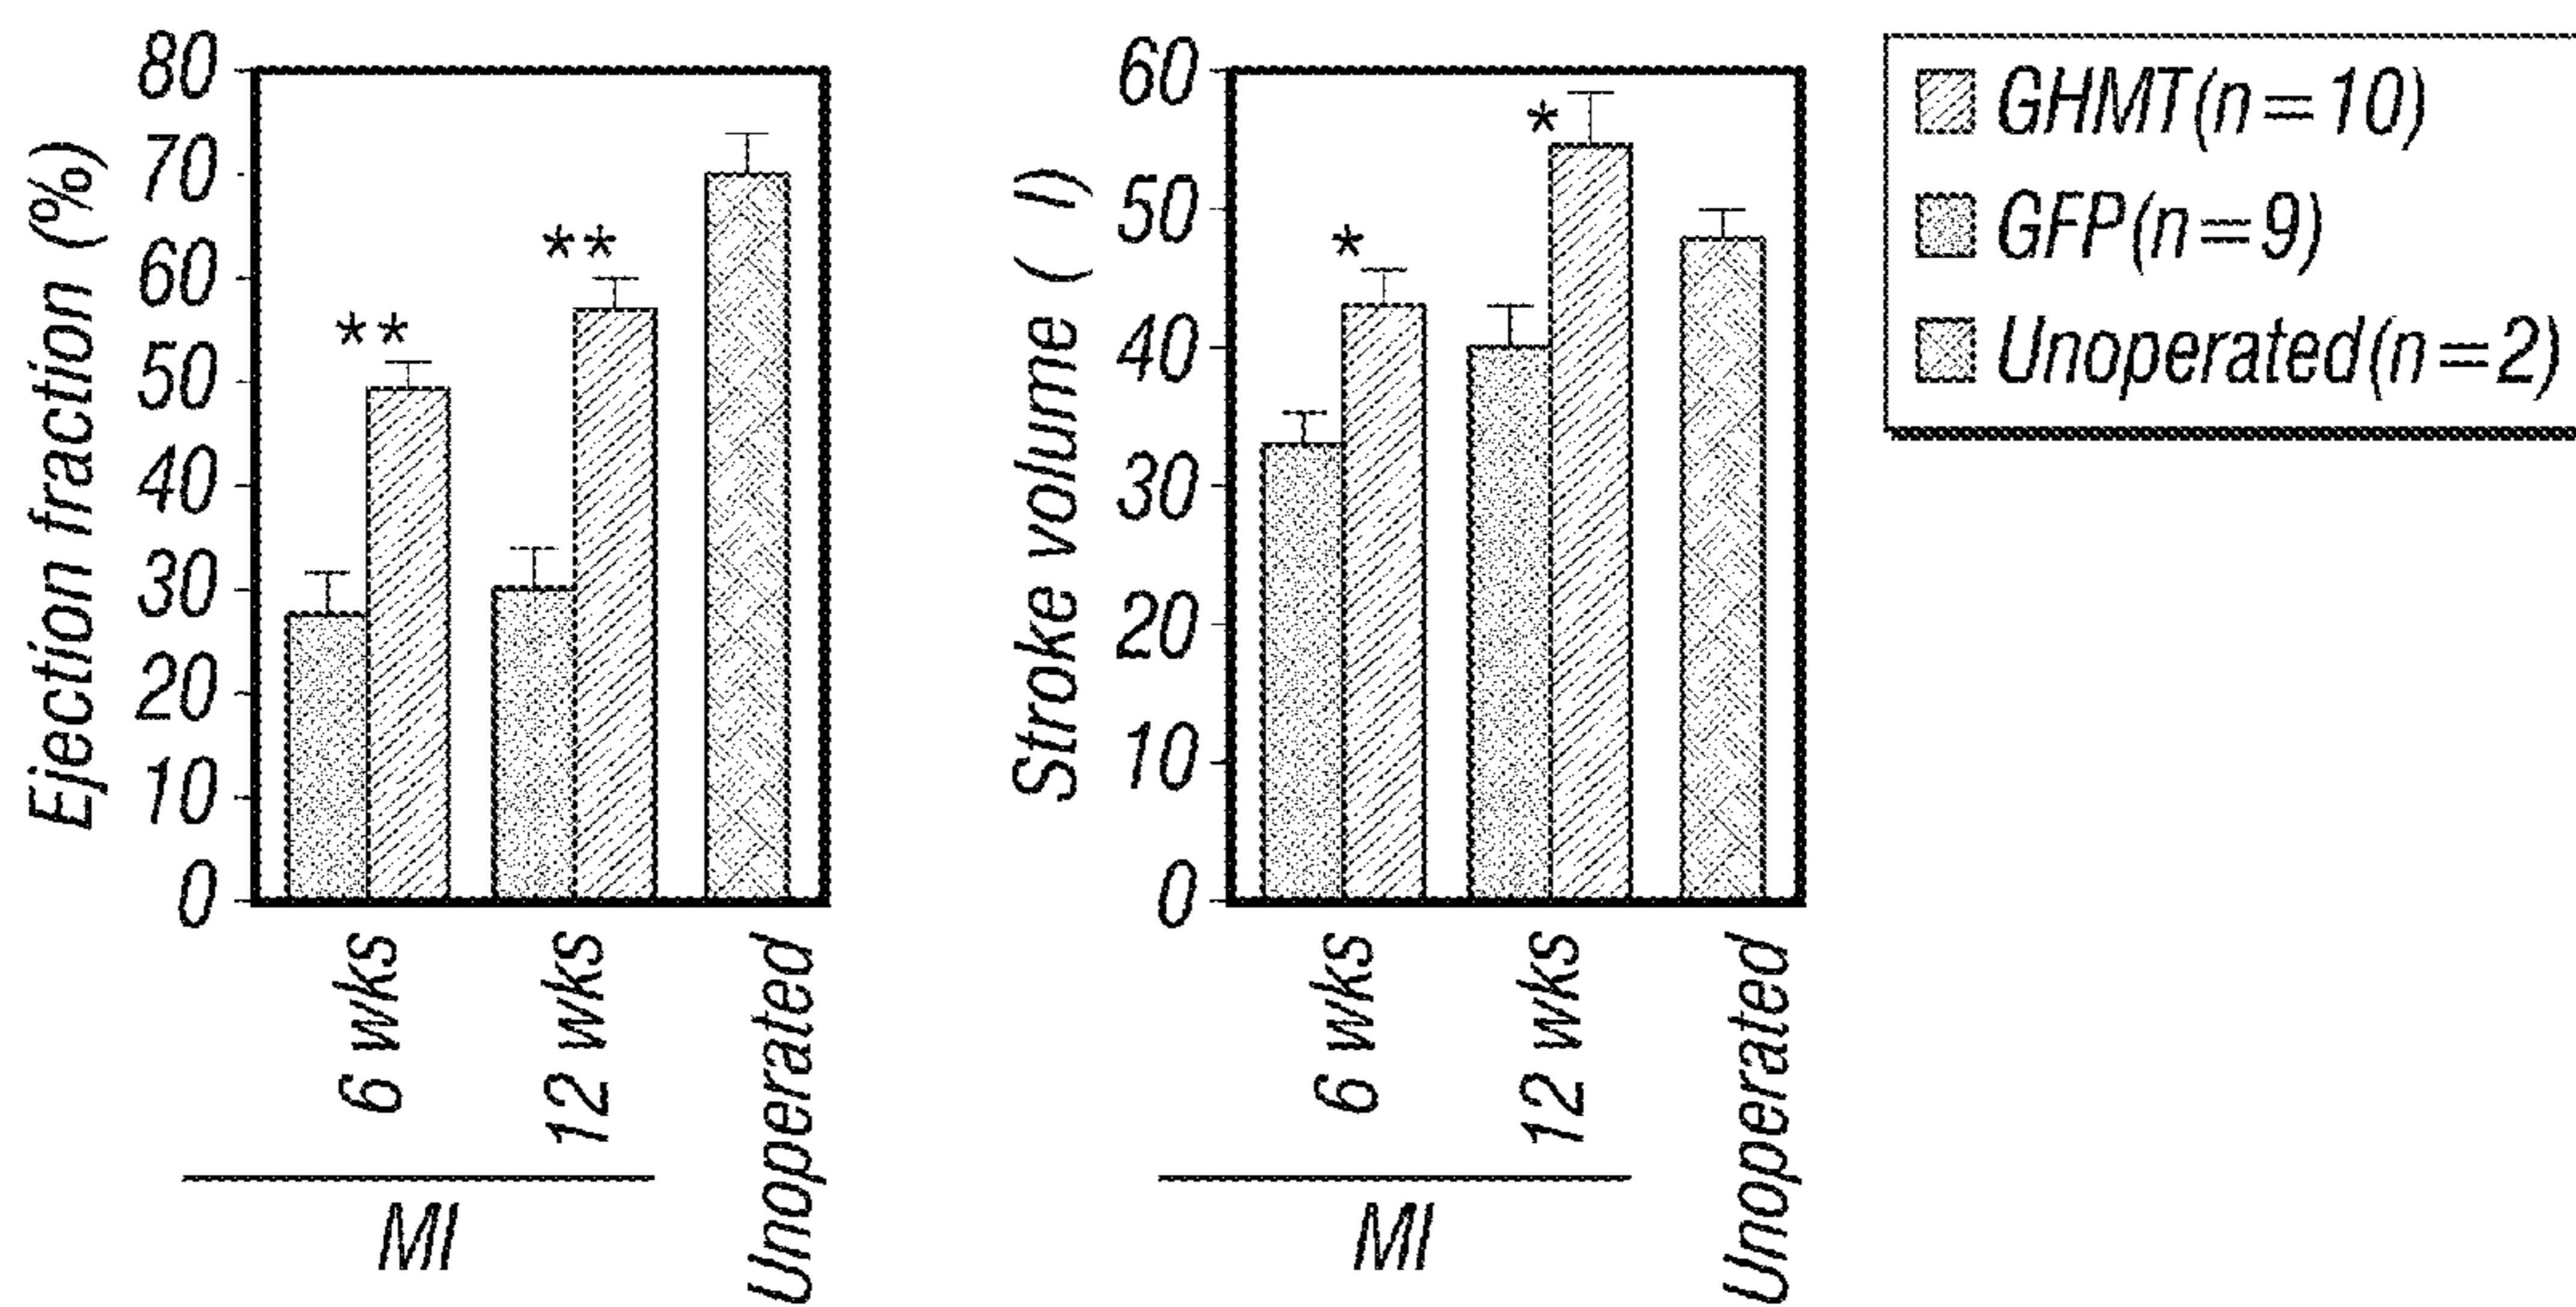 Ejection fraction (%)
80
70
60
50
40
30
20
10
0
**
**
6 wks
12 wks
Unoperated
MI
Stroke volume ( l)
60
50
40
30
20
10
0
*
*
6 wks
12 wks
Unoperated
MI
GHMT(n=10)
GFP(n=9)
Unoperated(n=2)